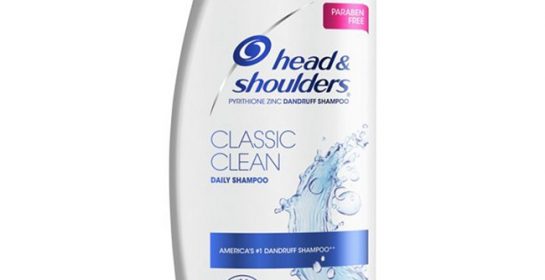 PARABEN
FREE
head &
shoulders®
PYRITHIONE ZINC DANDRUFF SHAMPOO
CLASSIC
CLEAN
DAILY SHAMPOO
AMERICA'S #1 DANDRUFF SHAMPOO**